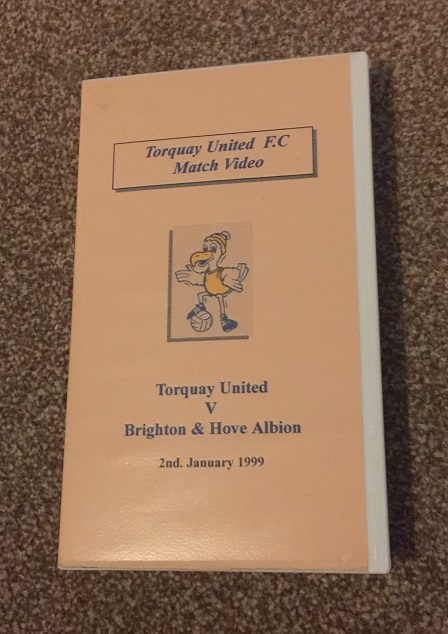 Torquay United F.C
Match Video
Torquay United
V
Brighton & Hove Albion
2nd. January 1999